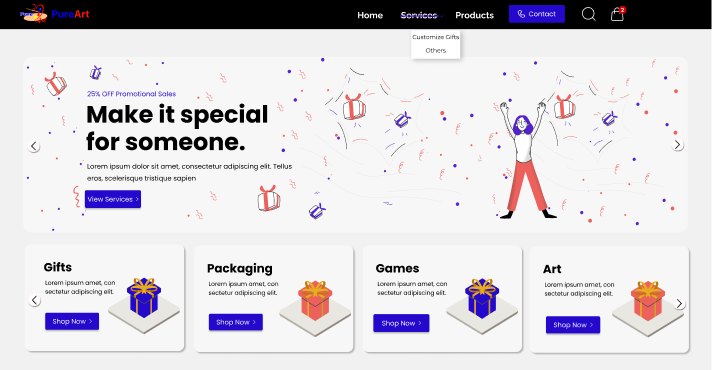 PureArt
Home Services Products Contact
2
Customize Gifts
Others
25% OFF Promotional Sales
Make it special
for someone.
Lorem ipsum dolor sit amet, consectetur adipiscing elit. Tellus
eros, scelerisque tristique sapien
View Services
Gifts
Lorem ipsum amet, con
sectetur adipiscing elit.
Shop Now
Packaging
Lorem ipsum amet, con
sectetur adipiscing elit.
Shop Now
Games
Lorem ipsum amet, con
sectetur adipiscing elit.
Shop Now
Art
Lorem ipsum amet, con
sectetur adipiscing elit.
Shop Now